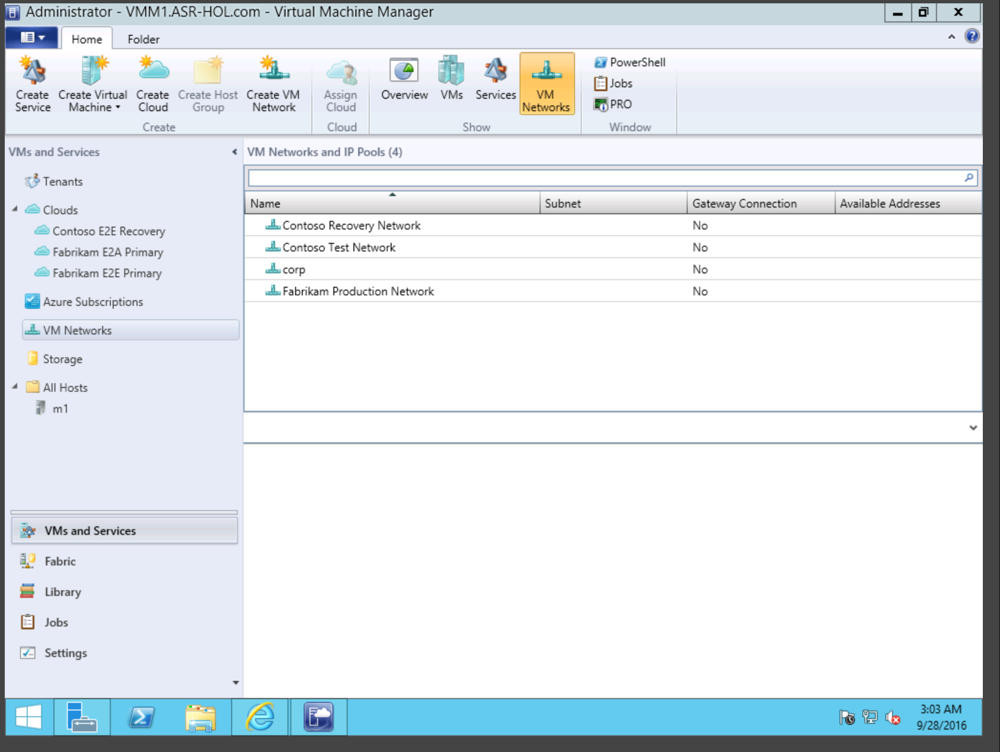 Administrator - VMM1.ASR-HOL.com - Virtual Machine Manager
Home
Folder
Create Service
Create Virtual Machine
Create Cloud
Create Host Group
Create VM Network
Create
Assign Cloud
Cloud
Overview
VMs
Services
VM Networks
Show
PowerShell
Jobs
PRO
Window
VMs and Services
Tenants
Clouds
Contoso E2E Recovery
Fabrikam E2A Primary
Fabrikam E2E Primary
Azure Subscriptions
VM Networks
Storage
All Hosts
m1
VM Networks and IP Pools (4)
Name Subnet Gateway Connection Available Addresses
Contoso Recovery Network No
Contoso Test Network No
corp No
Fabrikam Production Network No
VMs and Services
Fabric
Library
Jobs
Settings
3:03 AM
9/28/2016